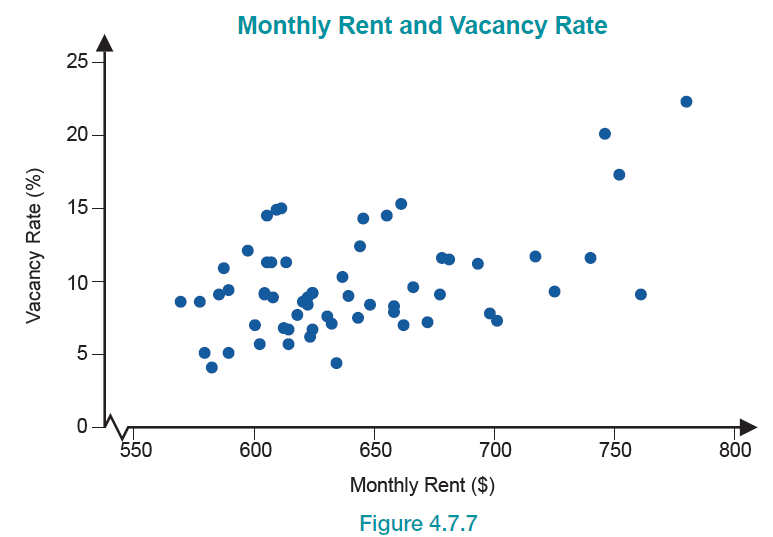 Monthly Rent and Vacancy Rate
25
20
15
10
5
0
Vacancy Rate (%)
550 600 650 700 750 800
Monthly Rent ($)
Figure 4.7.7